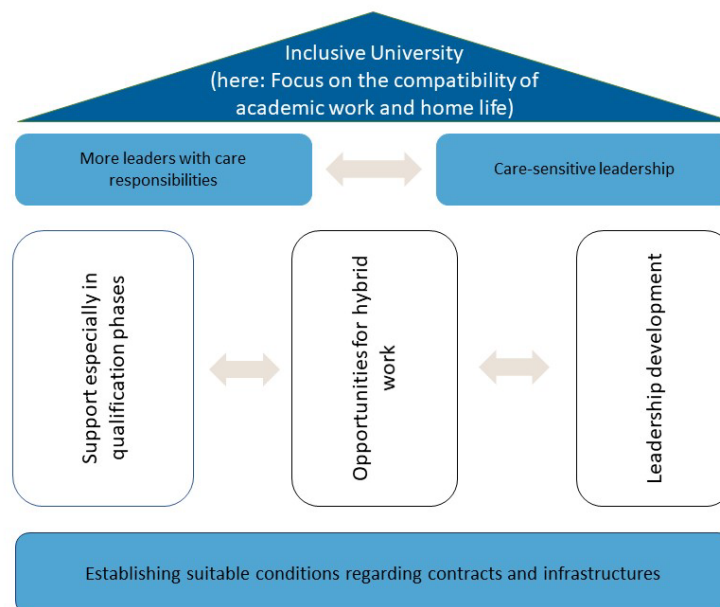 Inclusive University
(here: Focus on the compatibility of
academic work and home life)
More leaders with care
responsibilities
Care-sensitive leadership
Support especially in
qualification phases
Opportunities for hybrid
work
Leadership development
Establishing suitable conditions regarding contracts and infrastructures